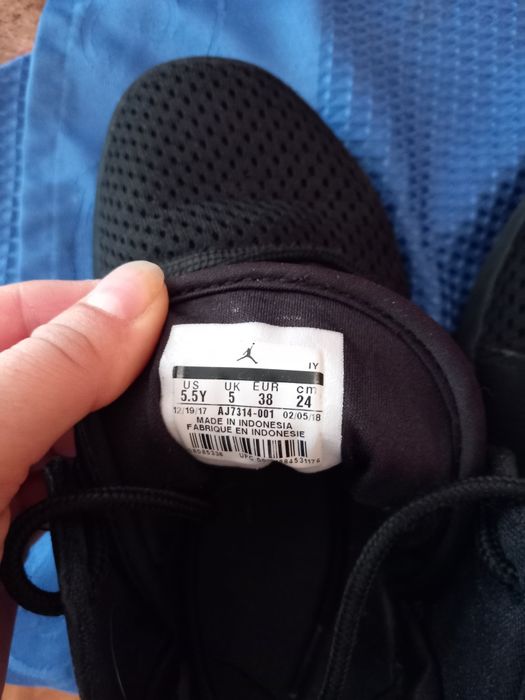 IY
US UK EUR cm
5.5Y 5 38 24
12/19/17 AJ7314-001 02/05/18
MADE IN INDONESIA
FABRIQUE EN INDONESIE
UPC